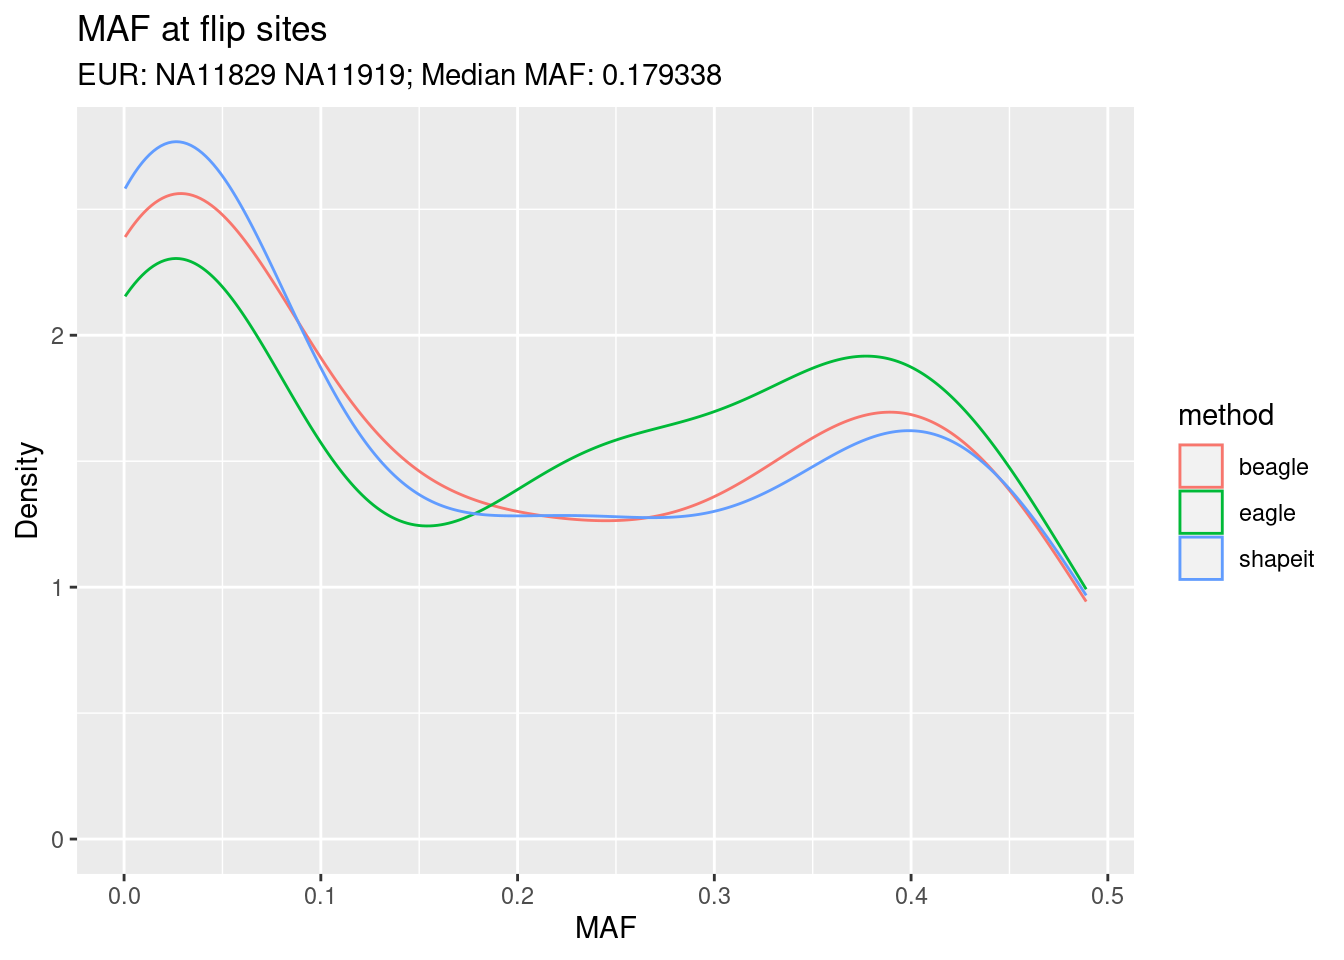 MAF at flip sites
EUR: NA11829 NA11919; Median MAF: 0.179338
Density
2
1
0
0.0 0.1 0.2 0.3 0.4 0.5
MAF
method
beagle
eagle
shapeit